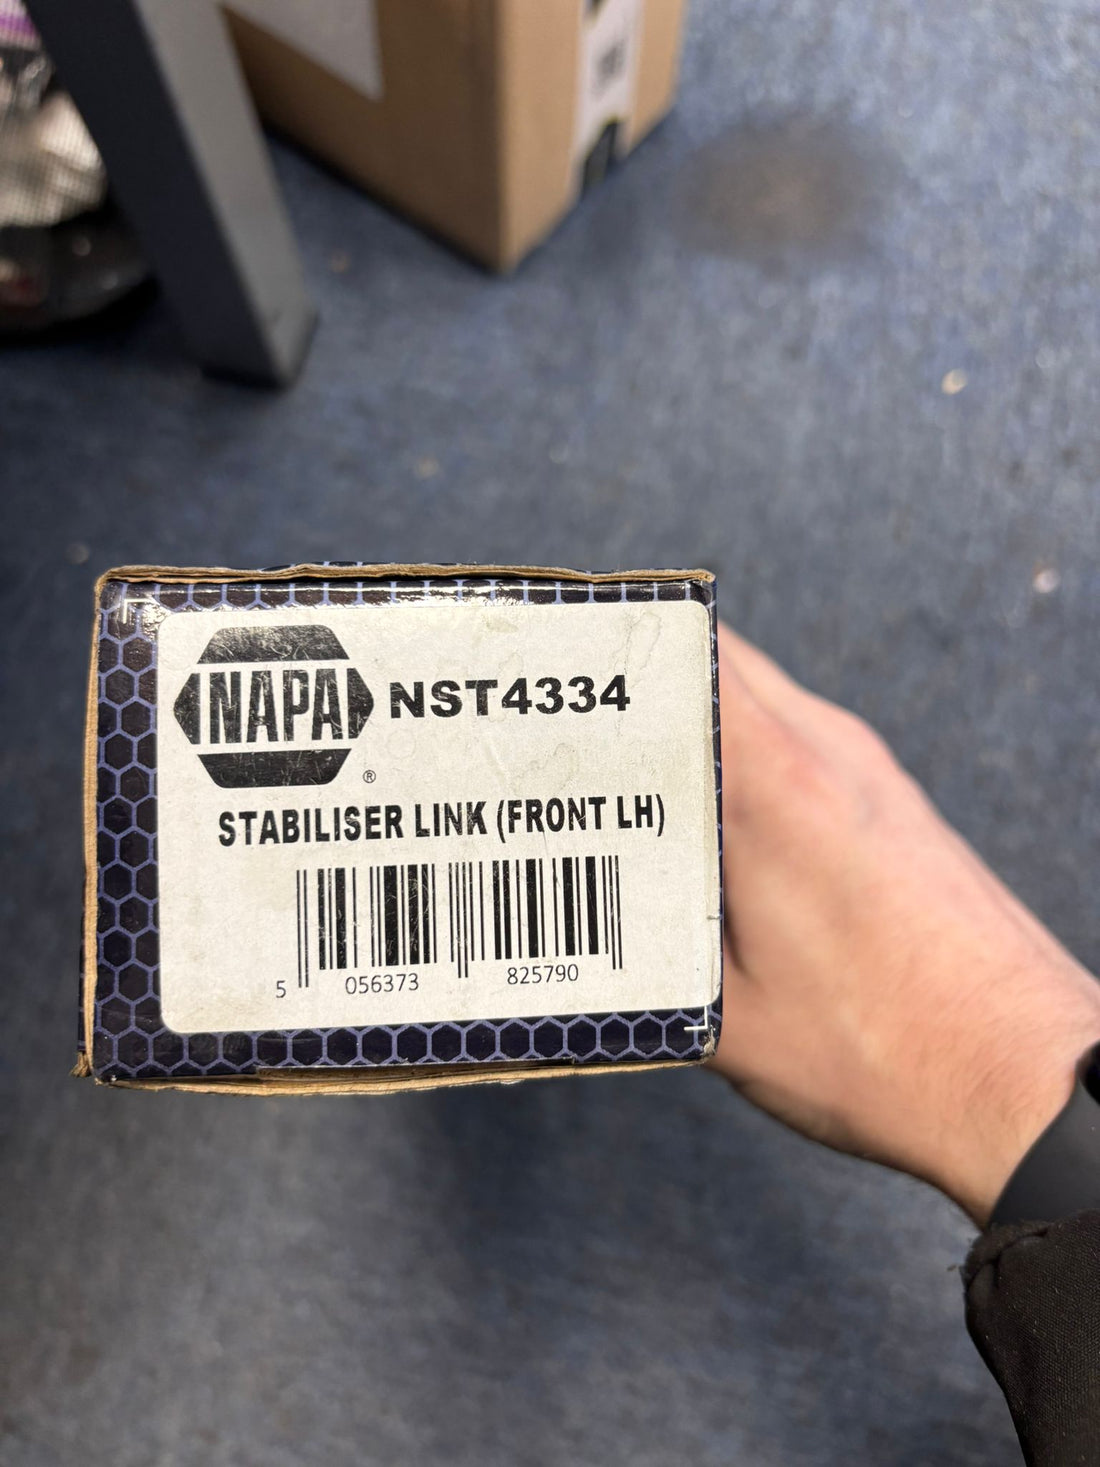 NAPA NST4334
®
STABILISER LINK (FRONT LH)
5 056373 825790